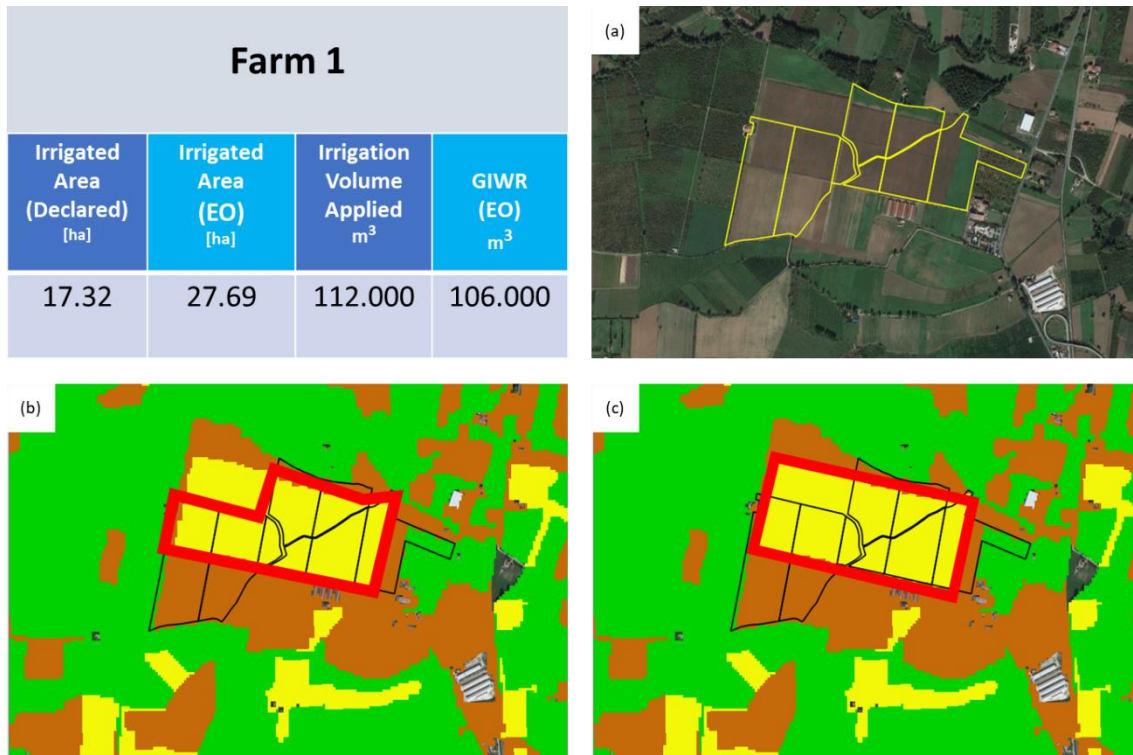 Farm 1
Irrigated
Area
(Declared)
[ha]
Irrigated
Area
(EO)
[ha]
Irrigation
Volume
Applied
m³
GIWR
(EO)
m³
17.32
27.69
112.000
106.000
(a)
(b)
(c)